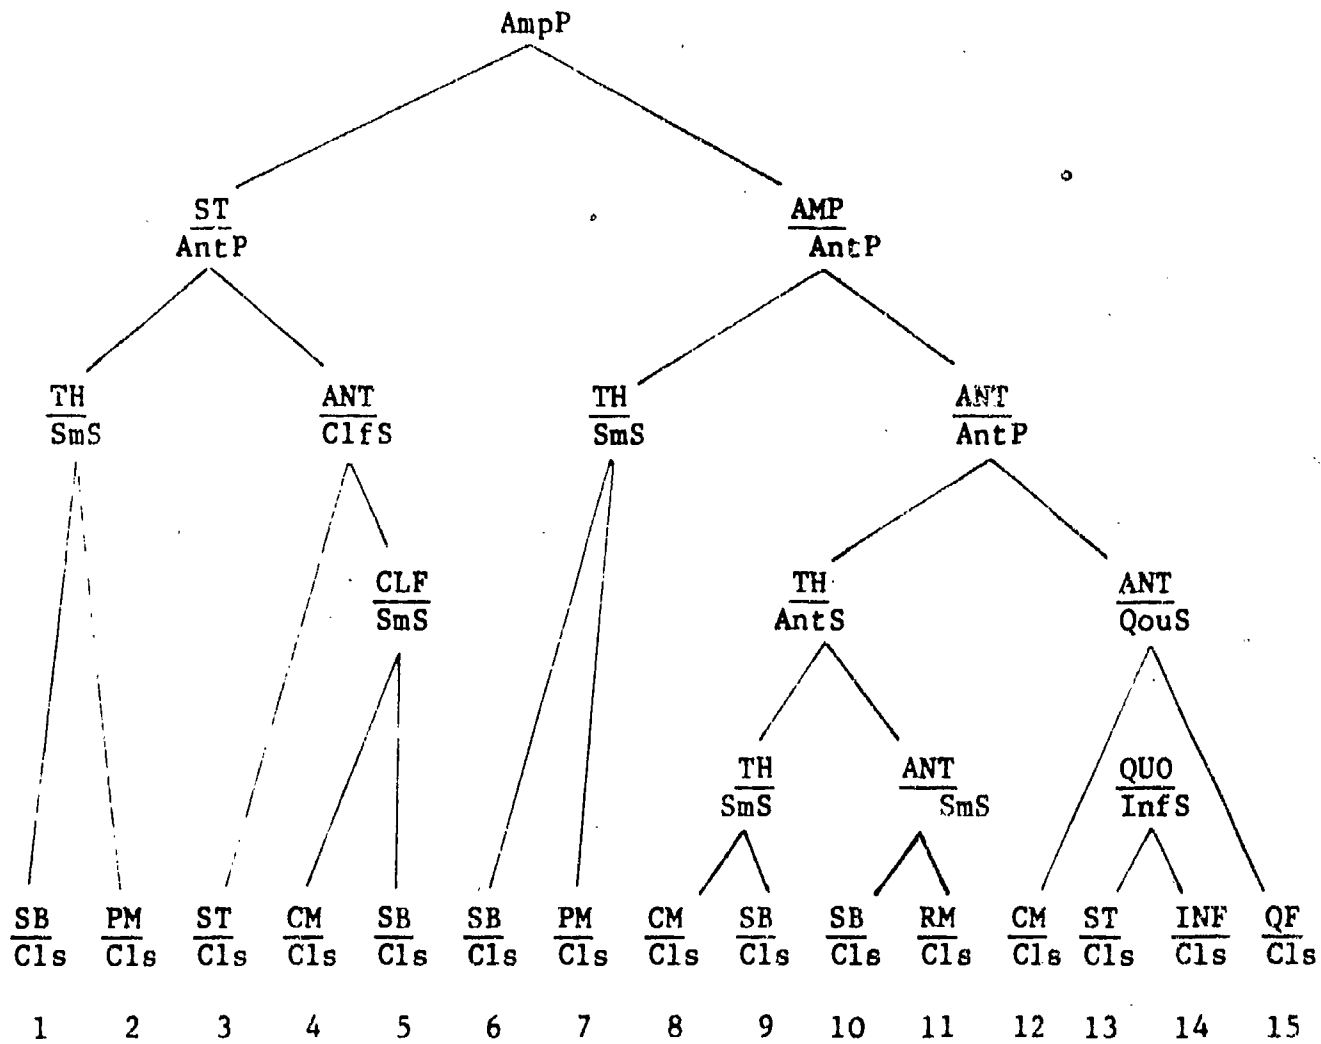 AmpP
ST AMP
AntP AntP
TH ANT TH ANT
SmS ClfS SmS AntP
CLF TH ANT
SmS AntS QouS
TH ANT QUO
SmS SmS InfS
SB PM ST CM SB SB PM CM SB SB RM CM ST INF QF
Cls Cls Cls Cls Cls Cls Cls Cls Cls Cls Cls Cls Cls Cls Cls
1 2 3 4 5 6 7 8 9 10 11 12 13 14 15